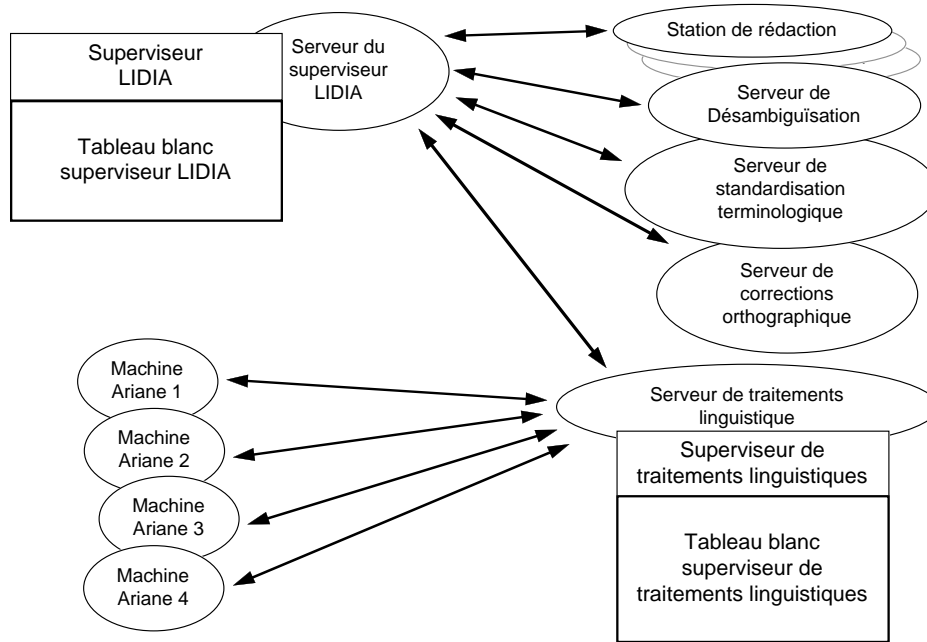 Superviseur
LIDIA
Tableau blanc
superviseur LIDIA
Serveur du
superviseur
LIDIA
Station de rédaction
Serveur de
Désambiguïsation
Serveur de
standardisation
terminologique
Serveur de
corrections
orthographique
Machine
Ariane 1
Machine
Ariane 2
Machine
Ariane 3
Machine
Ariane 4
Serveur de traitements
linguistique
Superviseur de
traitements linguistiques
Tableau blanc
superviseur de
traitements linguistiques